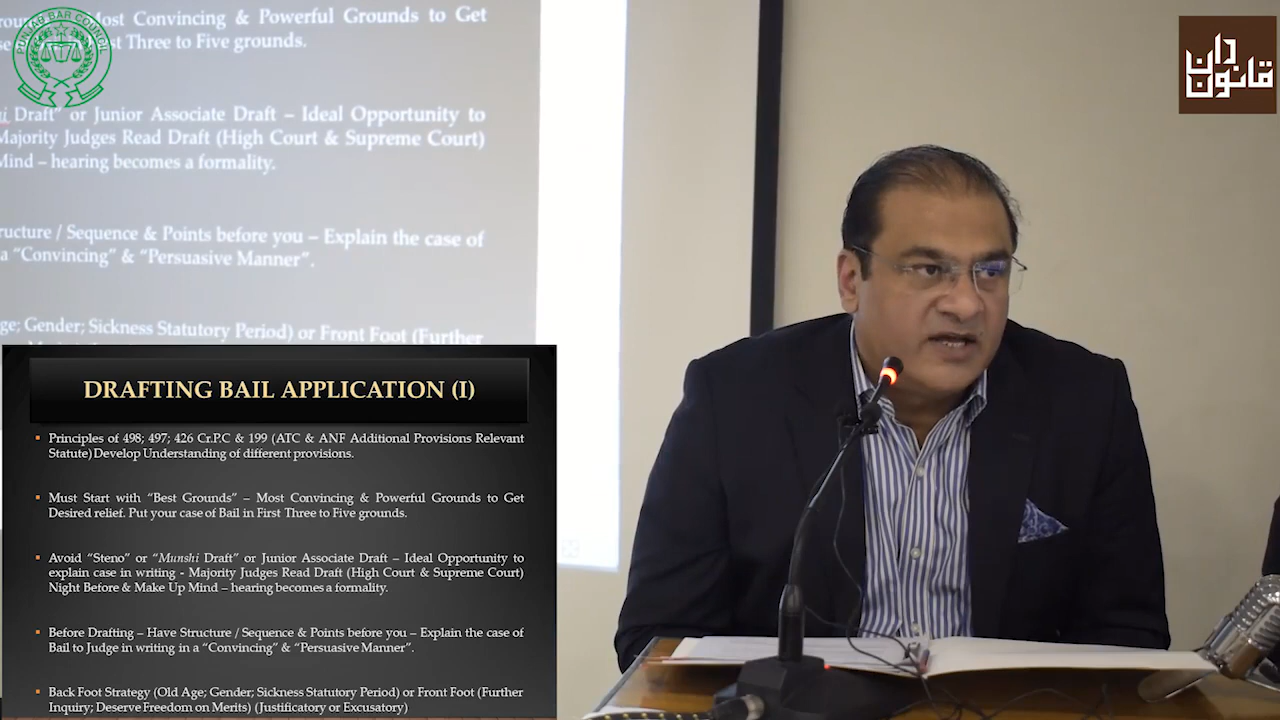 PUNJAB BAR COUNCIL
Most Convincing & Powerful Grounds to Get
st Three to Five grounds.
Draft" or Junior Associate Draft – Ideal Opportunity to
Majority Judges Read Draft (High Court & Supreme Court)
Mind – hearing becomes a formality.
ructure / Sequence & Points before you – Explain the case of
a "Convincing" & "Persuasive Manner".
ge; Gender; Sickness Statutory Period) or Front Foot (Further
قانون دان
DRAFTING BAIL APPLICATION (I)
▪ Principles of 498; 497; 426 Cr.P.C & 199 (ATC & ANF Additional Provisions Relevant
Statute) Develop Understanding of different provisions.
▪ Must Start with "Best Grounds" – Most Convincing & Powerful Grounds to Get
Desired relief. Put your case of Bail in First Three to Five grounds.
▪ Avoid "Steno" or "Munshi Draft" or Junior Associate Draft – Ideal Opportunity to
explain case in writing - Majority Judges Read Draft (High Court & Supreme Court)
Night Before & Make Up Mind – hearing becomes a formality.
▪ Before Drafting – Have Structure / Sequence & Points before you – Explain the case of
Bail to Judge in writing in a "Convincing" & "Persuasive Manner".
▪ Back Foot Strategy (Old Age; Gender; Sickness Statutory Period) or Front Foot (Further
Inquiry; Deserve Freedom on Merits) (Justificatory or Excusatory)